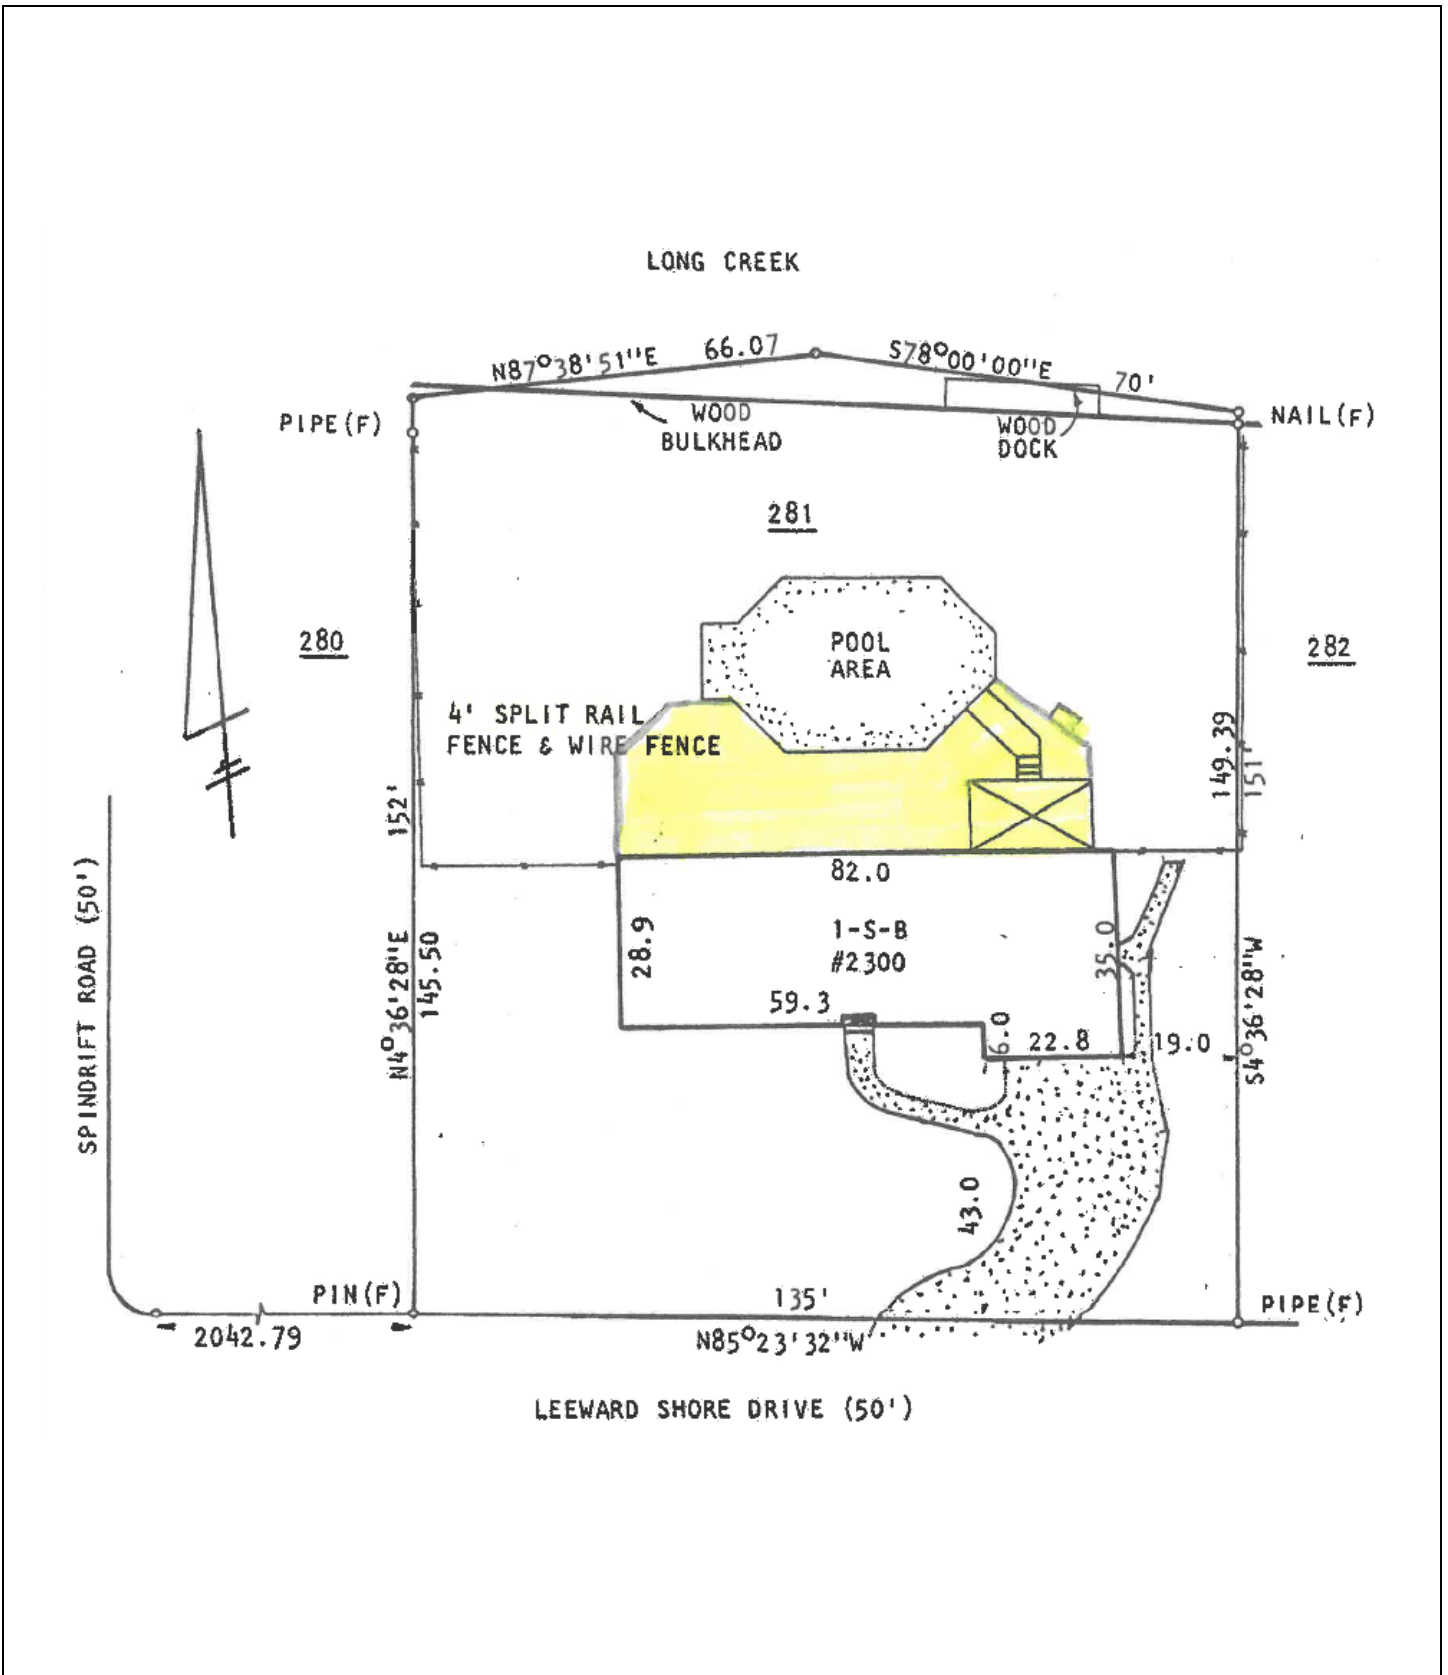 LONG CREEK
N87°38'51"E 66.07
S78°00'00"E 70'
PIPE(F)
WOOD
BULKHEAD
WOOD
DOCK
NAIL(F)
281
280
282
POOL
AREA
4' SPLIT RAIL
FENCE & WIRE FENCE
152'
149.39
151'
82.0
28.9
1-S-B
#2300
35.0
59.3
6.0
22.8
19.0
N4°36'28"E
145.50
S4°36'28"W
SPINDRIFT ROAD (50')
43.0
PIN(F)
135'
PIPE(F)
2042.79
N85°23'32"W
LEEWARD SHORE DRIVE (50')